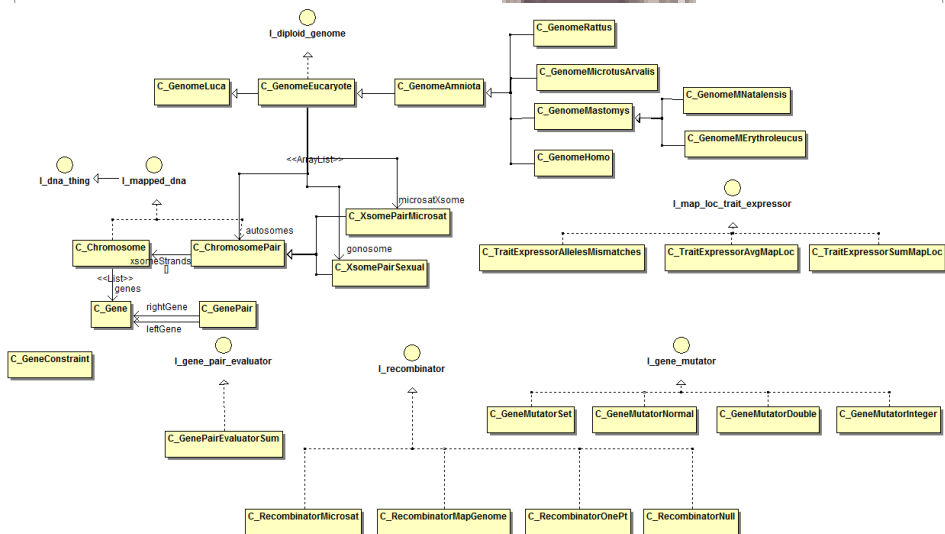 I_diploid_genome
C_GenomeRattus
C_GenomeLuca
C_GenomeEucaryote
C_GenomeAmniota
C_GenomeMicrotusArvalis
C_GenomeMastomys
C_GenomeMNatalensis
C_GenomeMErythroleucus
C_GenomeHomo
<<ArrayList>>
I_dna_thing
I_mapped_dna
microsatXsome
I_map_loc_trait_expressor
C_XsomePairMicrosat
autosomes
C_Chromosome
C_ChromosomePair
gonosome
xsomeStrands
[]
C_XsomePairSexual
C_TraitExpressorAllelesMismatches
C_TraitExpressorAvgMapLoc
C_TraitExpressorSumMapLoc
<<List>>
genes
C_Gene
rightGene
leftGene
C_GenePair
C_GeneConstraint
I_gene_pair_evaluator
I_recombinator
I_gene_mutator
C_GeneMutatorSet
C_GeneMutatorNormal
C_GeneMutatorDouble
C_GeneMutatorInteger
C_GenePairEvaluatorSum
C_RecombinatorMicrosat
C_RecombinatorMapGenome
C_RecombinatorOnePt
C_RecombinatorNull